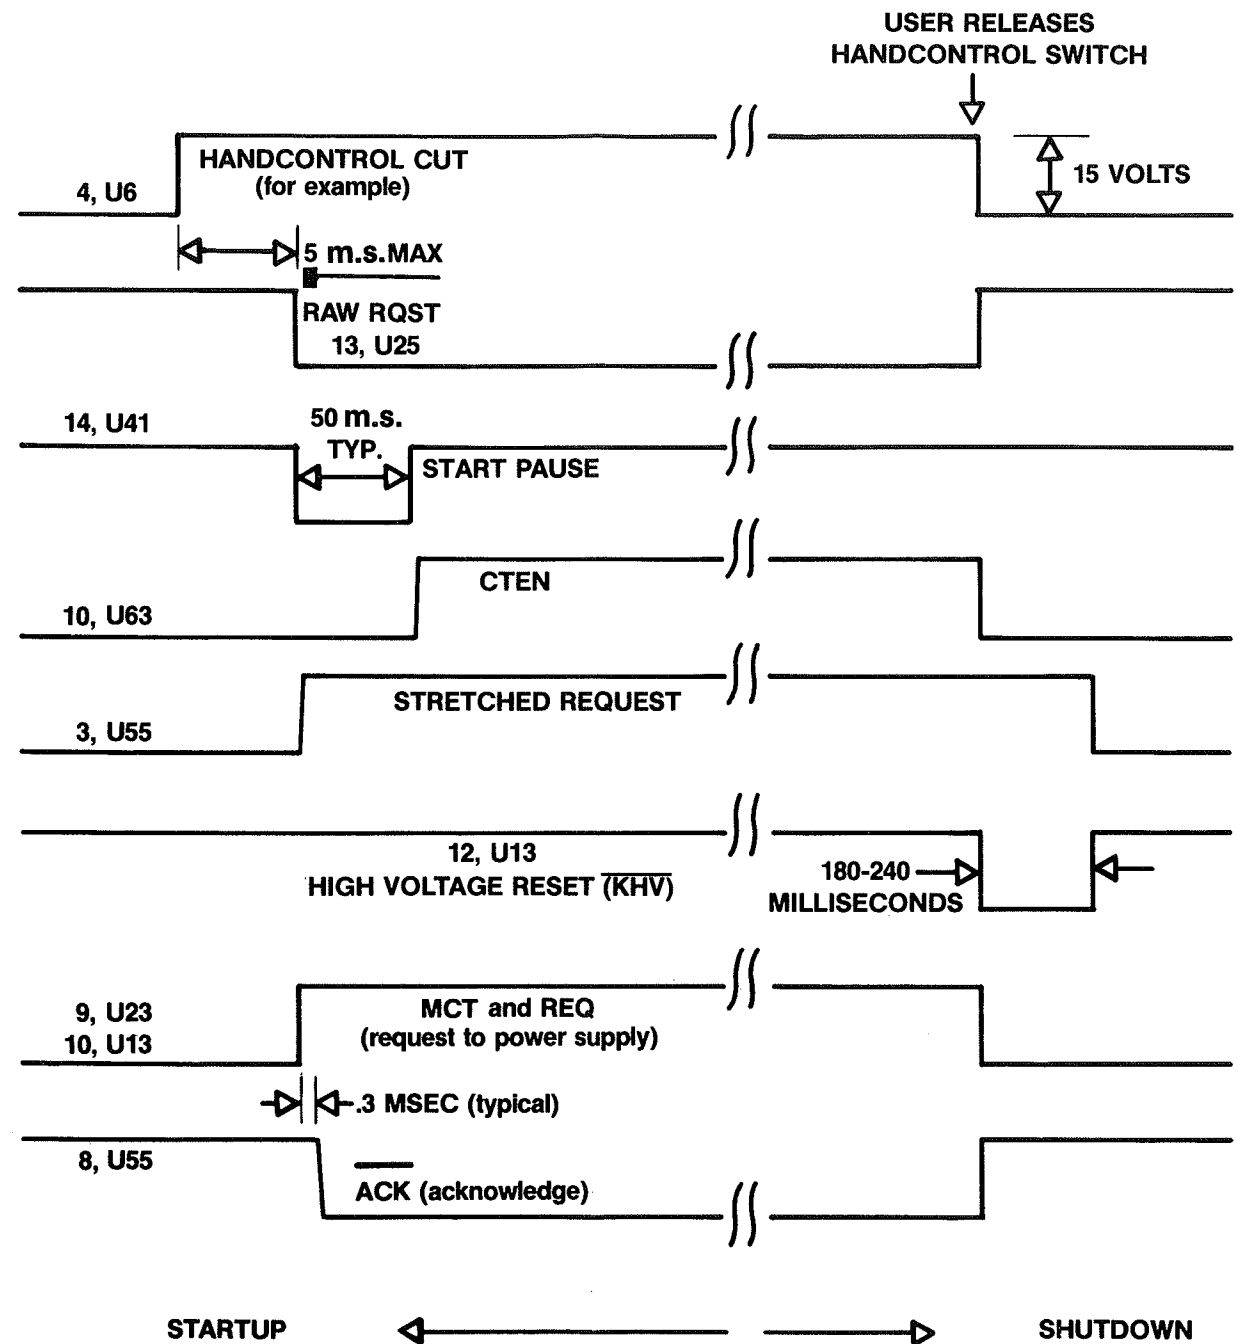 USER RELEASES
HANDCONTROL SWITCH
HANDCONTROL CUT
(for example)
4, U6
15 VOLTS
5 m.s.MAX
RAW RQST
13, U25
14, U41
50 m.s.
TYP.
START PAUSE
CTEN
10, U63
STRETCHED REQUEST
3, U55
12, U13
HIGH VOLTAGE RESET (KHV)
180-240
MILLISECONDS
9, U23
10, U13
MCT and REQ
(request to power supply)
.3 MSEC (typical)
8, U55
ACK (acknowledge)
STARTUP
SHUTDOWN